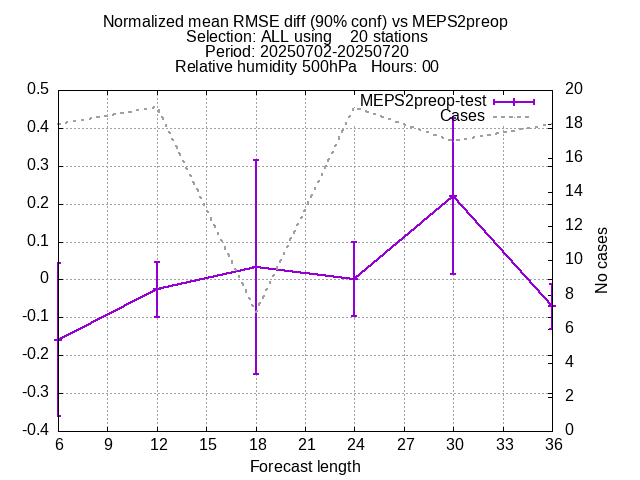 Normalized mean RMSE diff (90% conf) vs MEPS2preop
Selection: ALL using    20 stations
Period: 20250702-20250720
Relative humidity 500hPa   Hours: 00
MEPS2preop-test
Cases
0.5
0.4
0.3
0.2
0.1
0
-0.1
-0.2
-0.3
-0.4
20
18
16
14
12
10
8
6
4
2
0
No cases
6 9 12 15 18 21 24 27 30 33 36
Forecast length